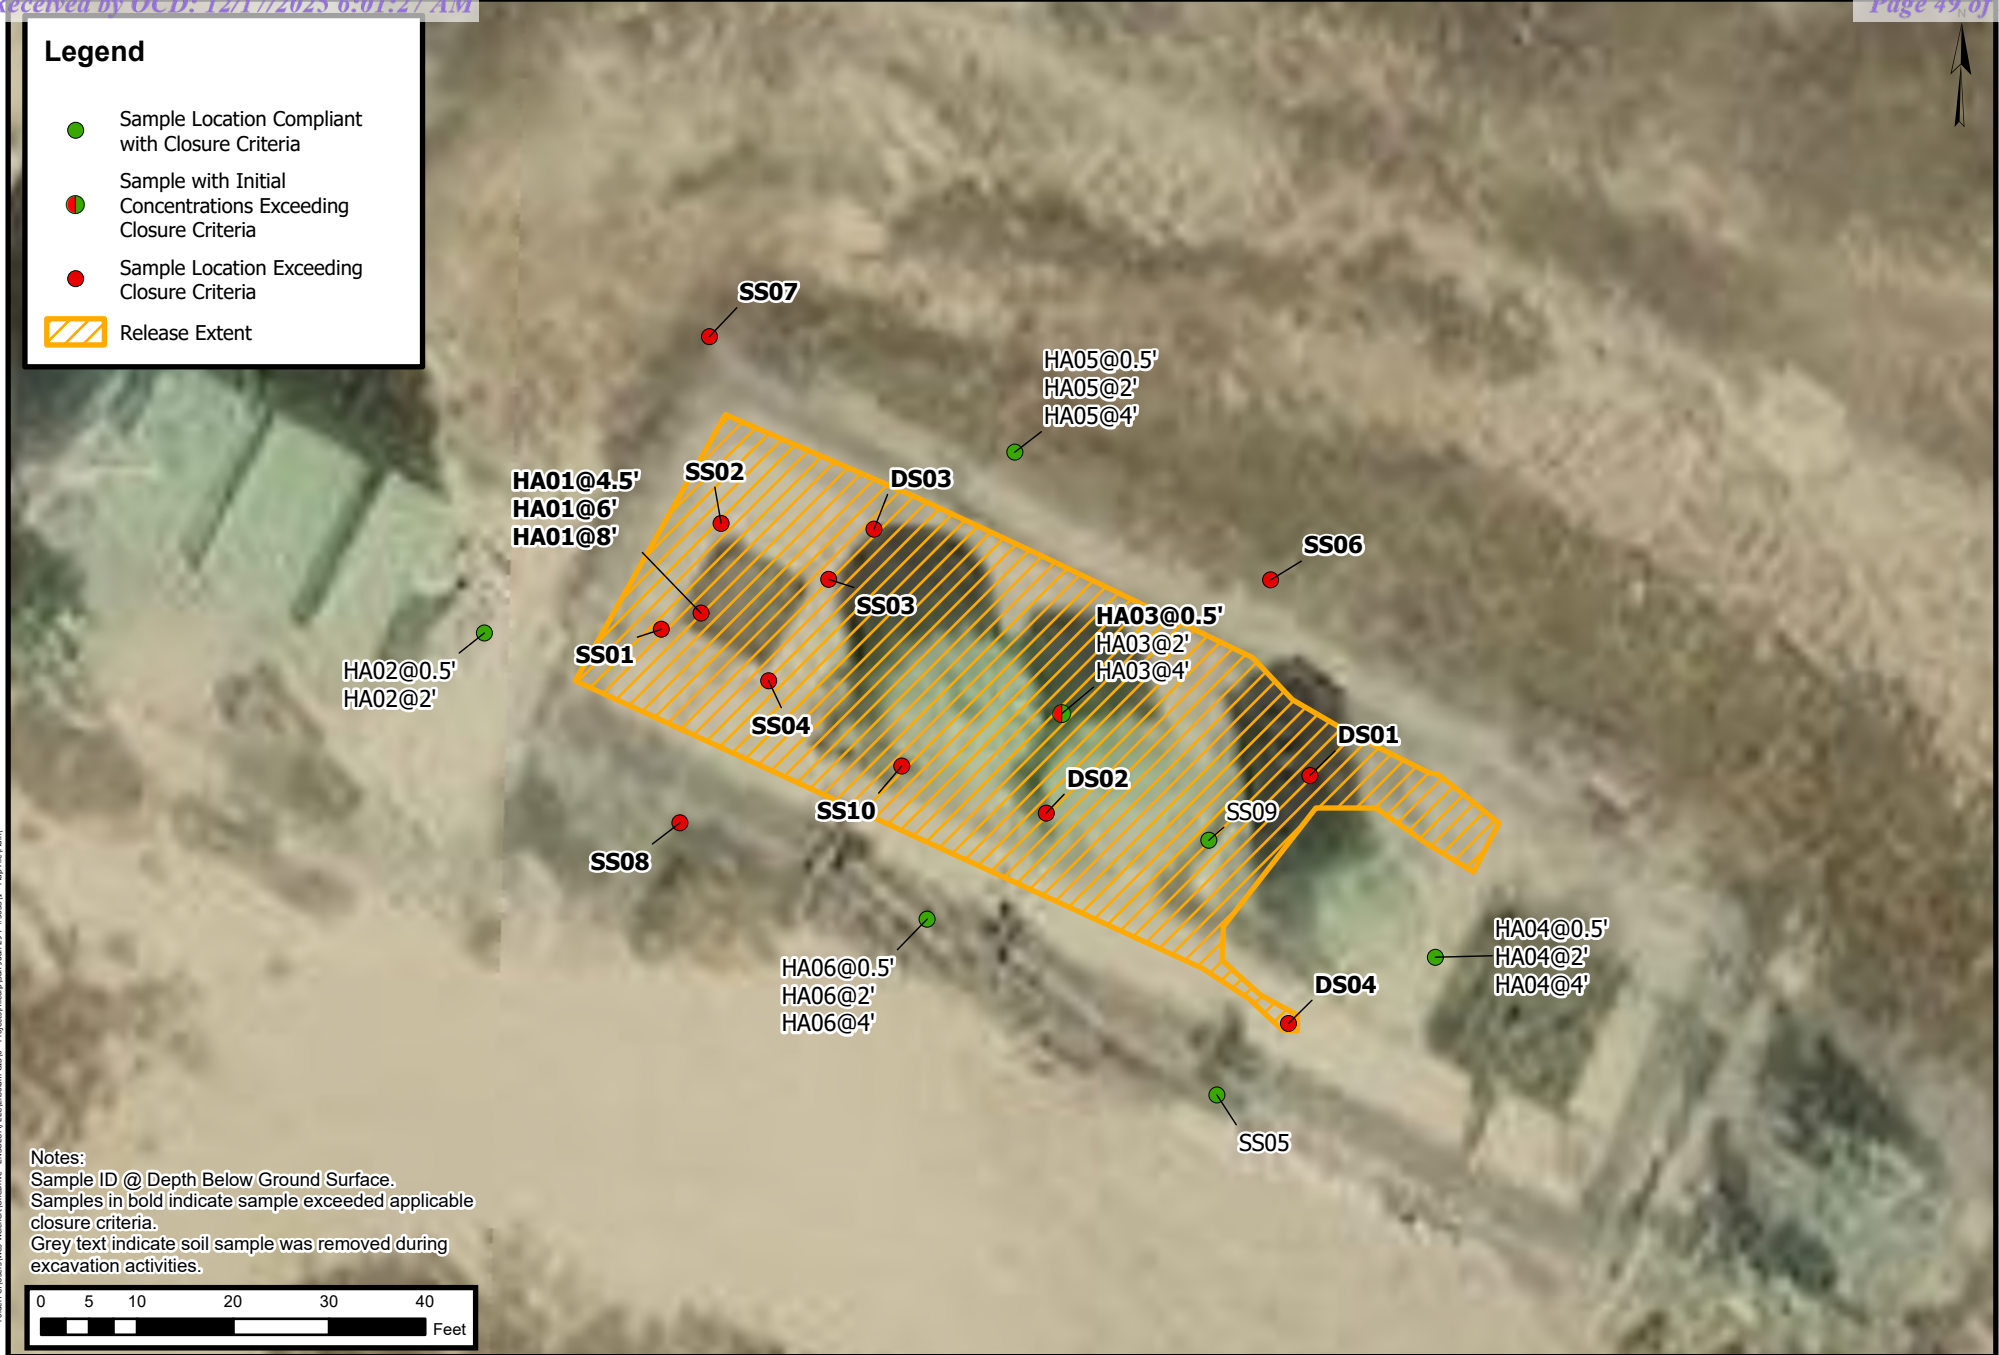 Received by OCD: 12/17/2025 6:01:27 AM
Page 49 of
N
Legend
Sample Location Compliant
with Closure Criteria
Sample with Initial
Concentrations Exceeding
Closure Criteria
Sample Location Exceeding
Closure Criteria
Release Extent
SS07
HA05@0.5'
HA05@2'
HA05@4'
HA01@4.5'
HA01@6'
HA01@8'
SS02
DS03
SS06
SS03
HA03@0.5'
HA03@2'
HA03@4'
SS01
HA02@0.5'
HA02@2'
SS04
DS01
DS02
SS10
SS09
SS08
HA06@0.5'
HA06@2'
HA06@4'
HA04@0.5'
HA04@2'
HA04@4'
DS04
SS05
Notes:
Sample ID @ Depth Below Ground Surface.
Samples in bold indicate sample exceeded applicable
closure criteria.
Grey text indicate soil sample was removed during
excavation activities.
0 5 10 20 30 40
Feet